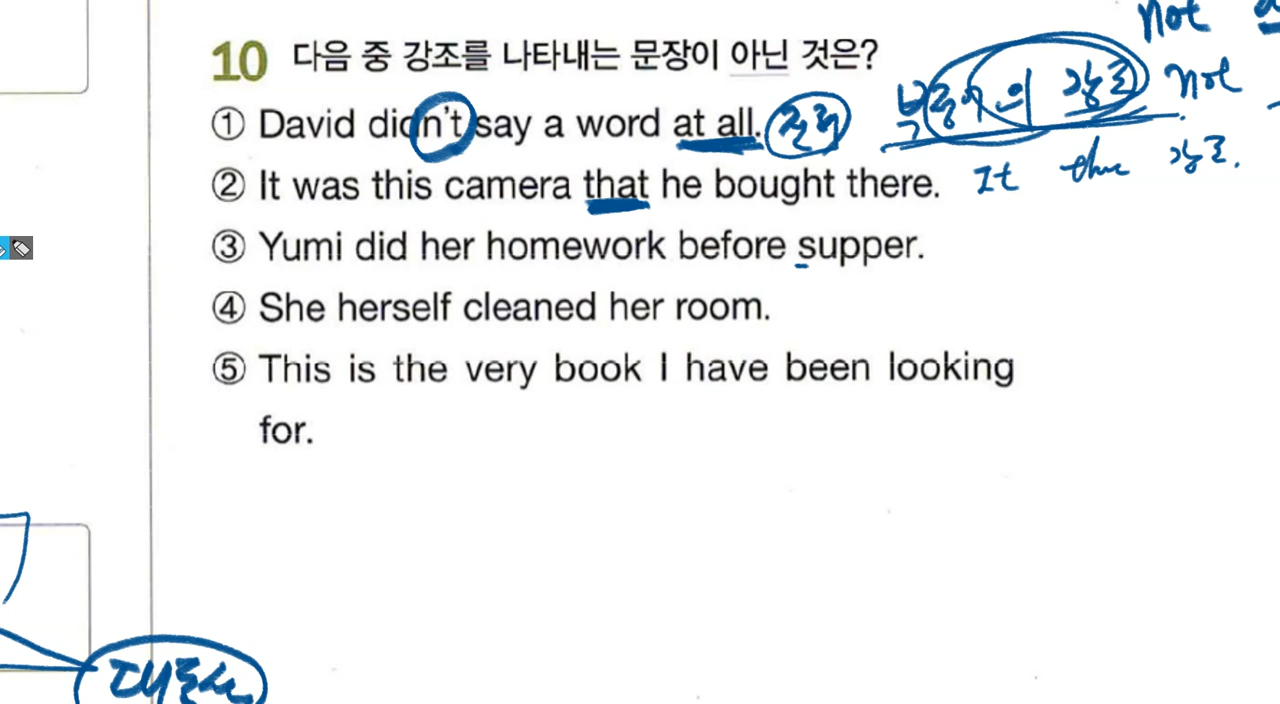 not
10 다음 중 강조를 나타내는 문장이 아닌 것은?
부정어의 강조 not
① David didn't say a word at all. 전혀
It that 강조.
② It was this camera that he bought there.
③ Yumi did her homework before supper.
④ She herself cleaned her room.
⑤ This is the very book I have been looking
for.